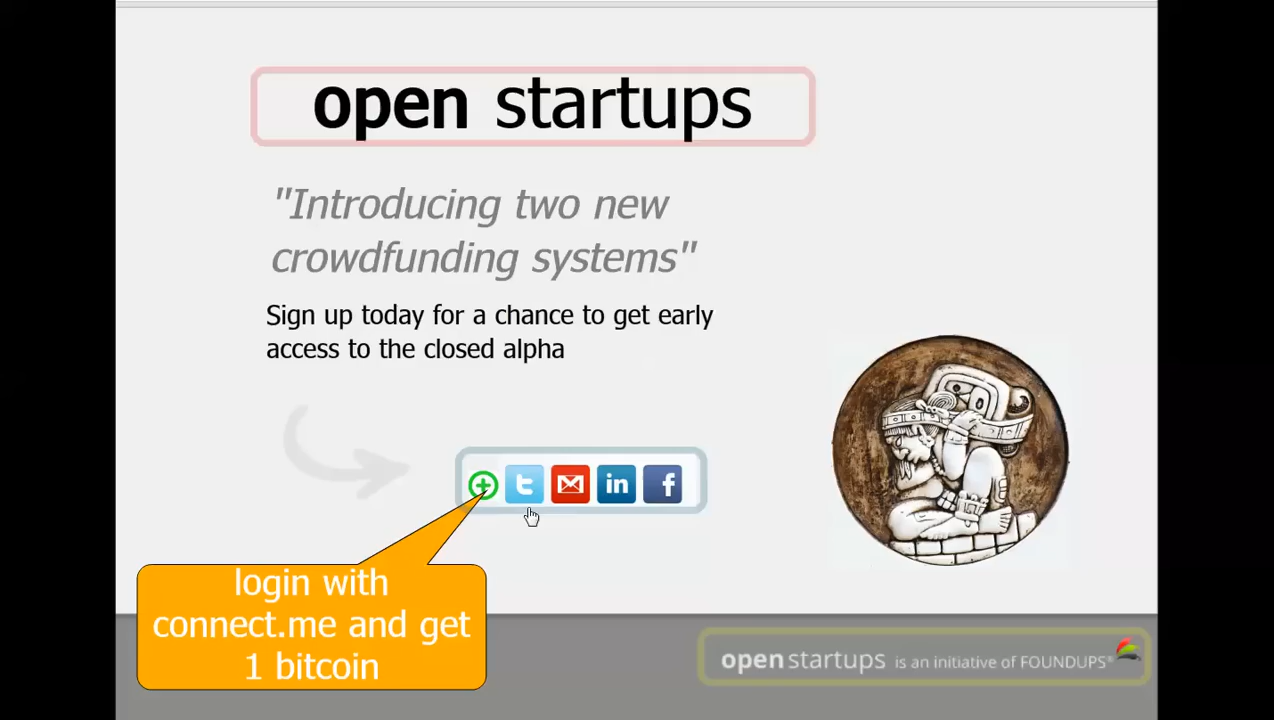 open startups
"Introducing two new
crowdfunding systems"
Sign up today for a chance to get early
access to the closed alpha
t in f
login with
connect.me and get
1 bitcoin
open startups is an initiative of FOUNDUPS®